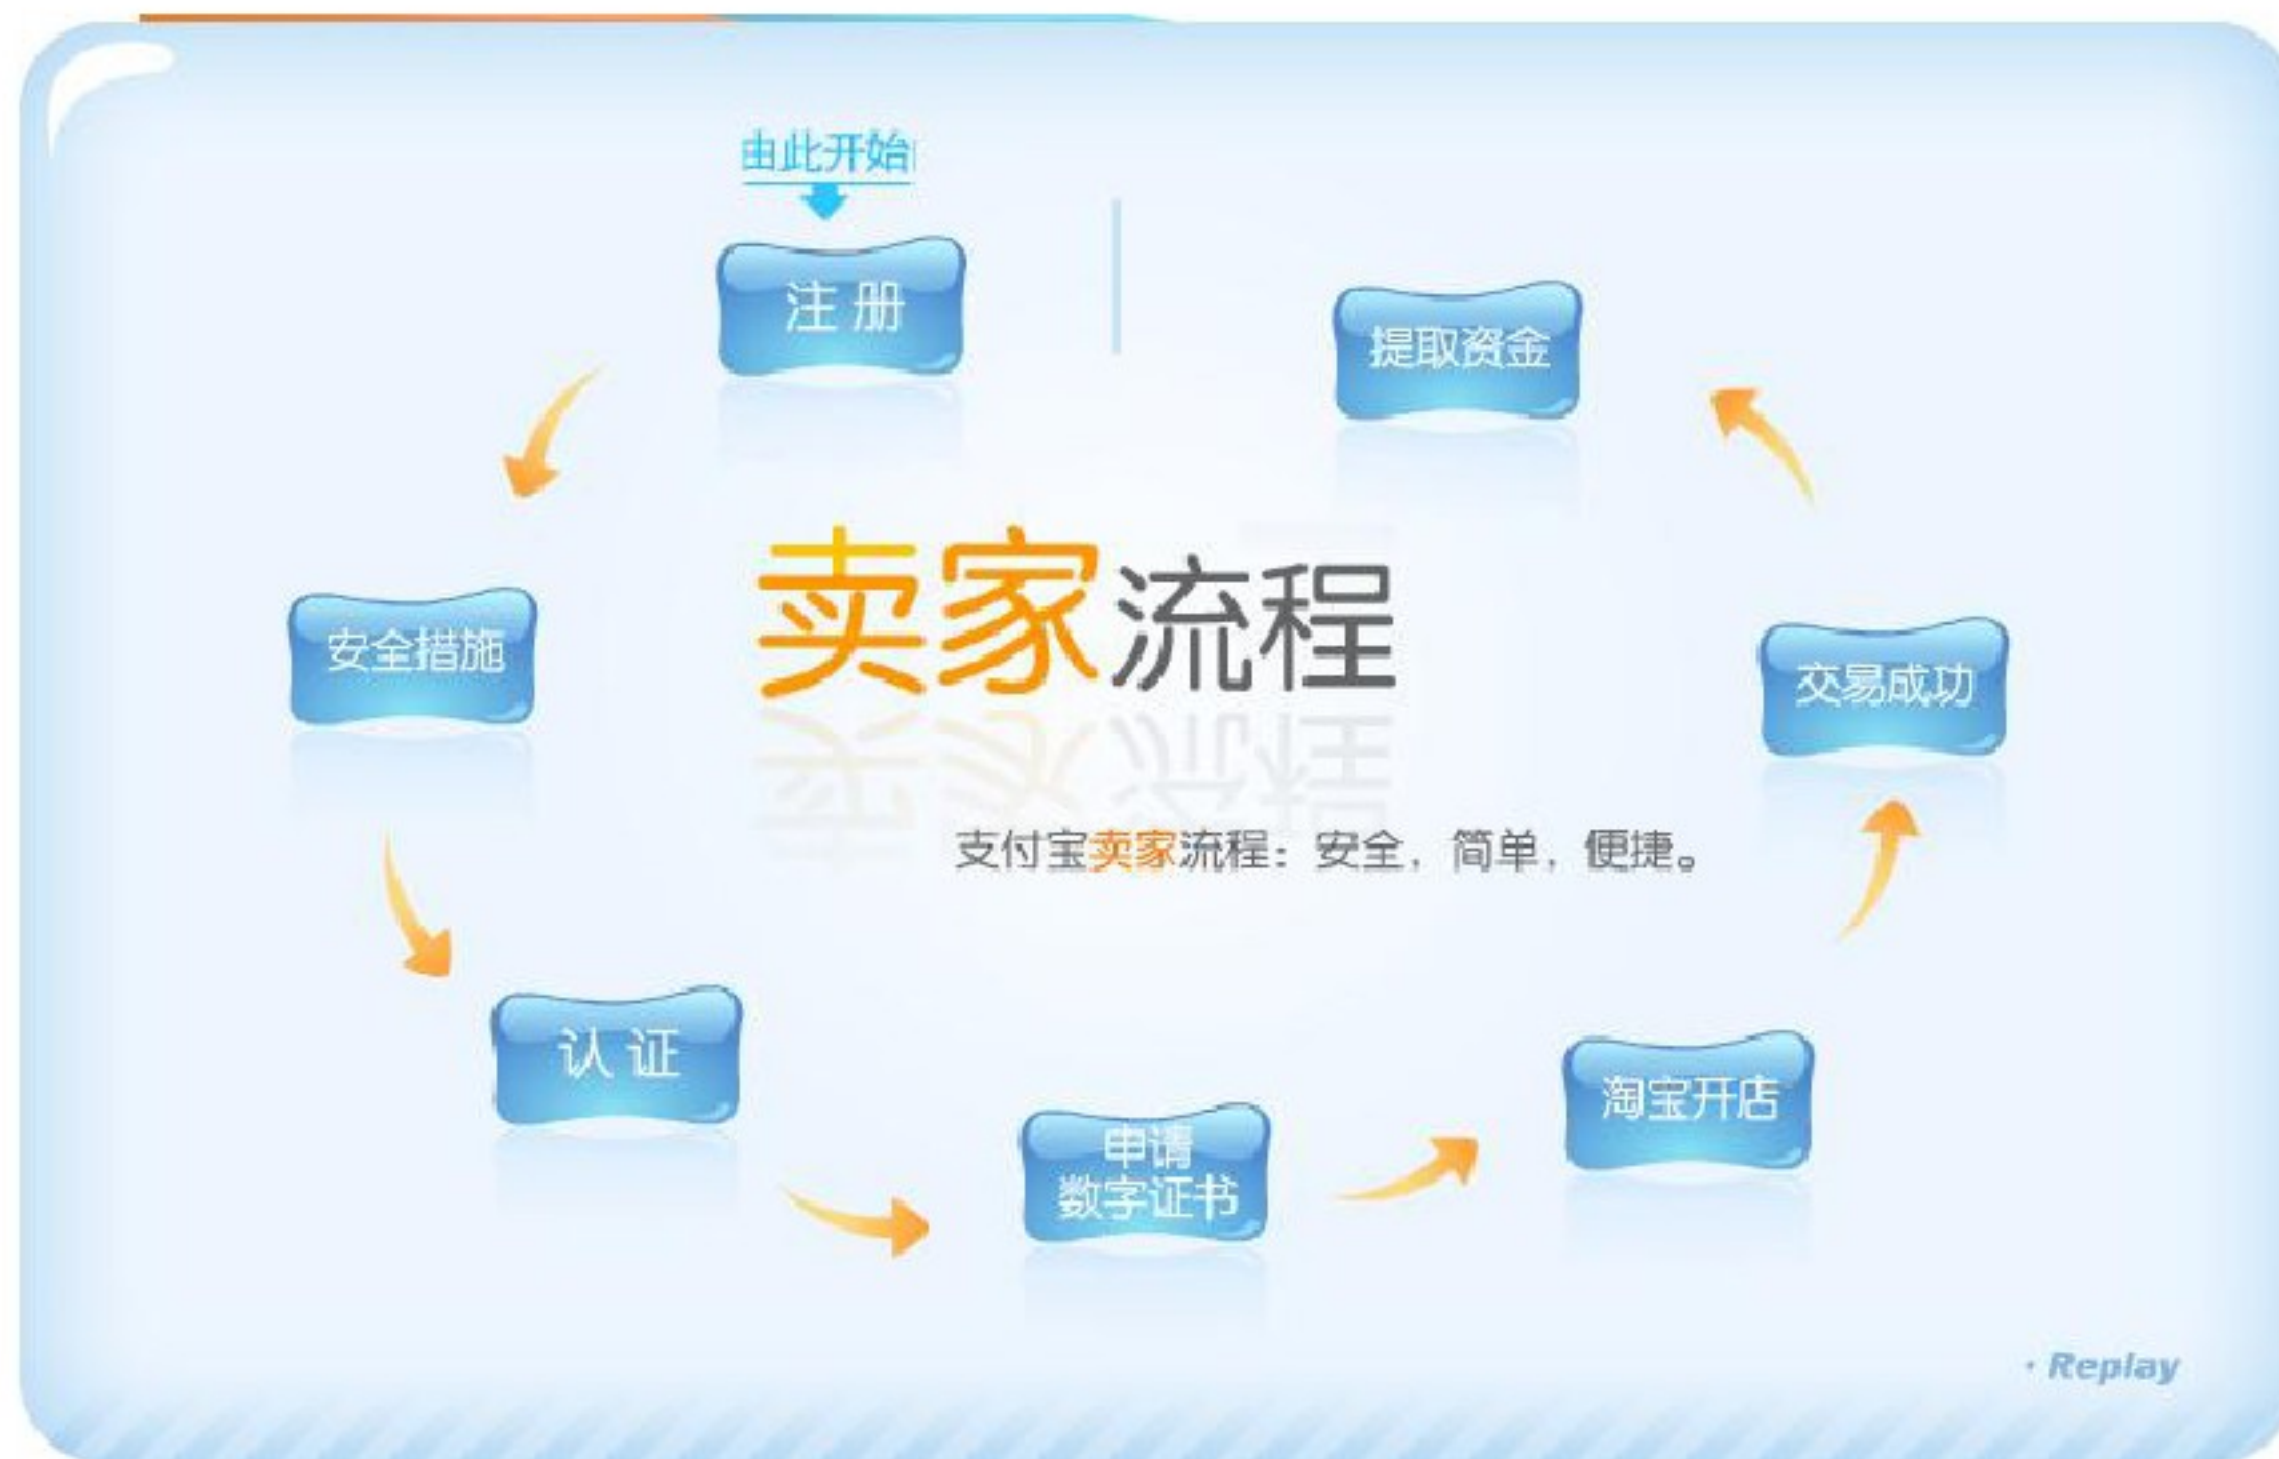 由此开始
注册
提取资金
卖家流程
安全措施
交易成功
支付宝卖家流程：安全，简单，便捷。
认证
淘宝开店
申请
数字证书
· Replay